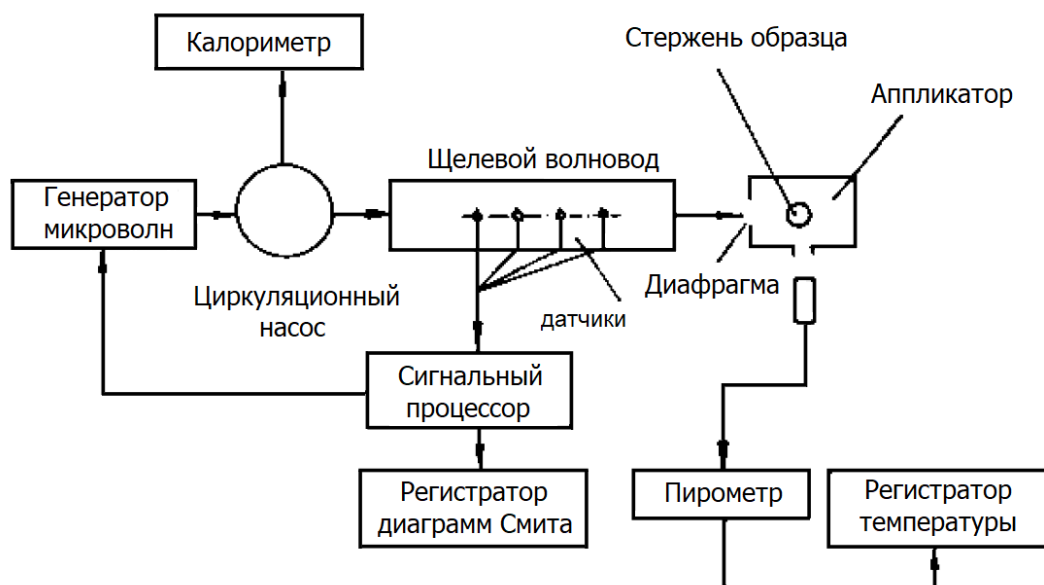 Калориметр
Стержень образца
Аппликатор
Щелевой волновод
Генератор
микроволн
Циркуляционный
насос
датчики
Диафрагма
Сигнальный
процессор
Регистратор
диаграмм Смита
Пирометр
Регистратор
температуры